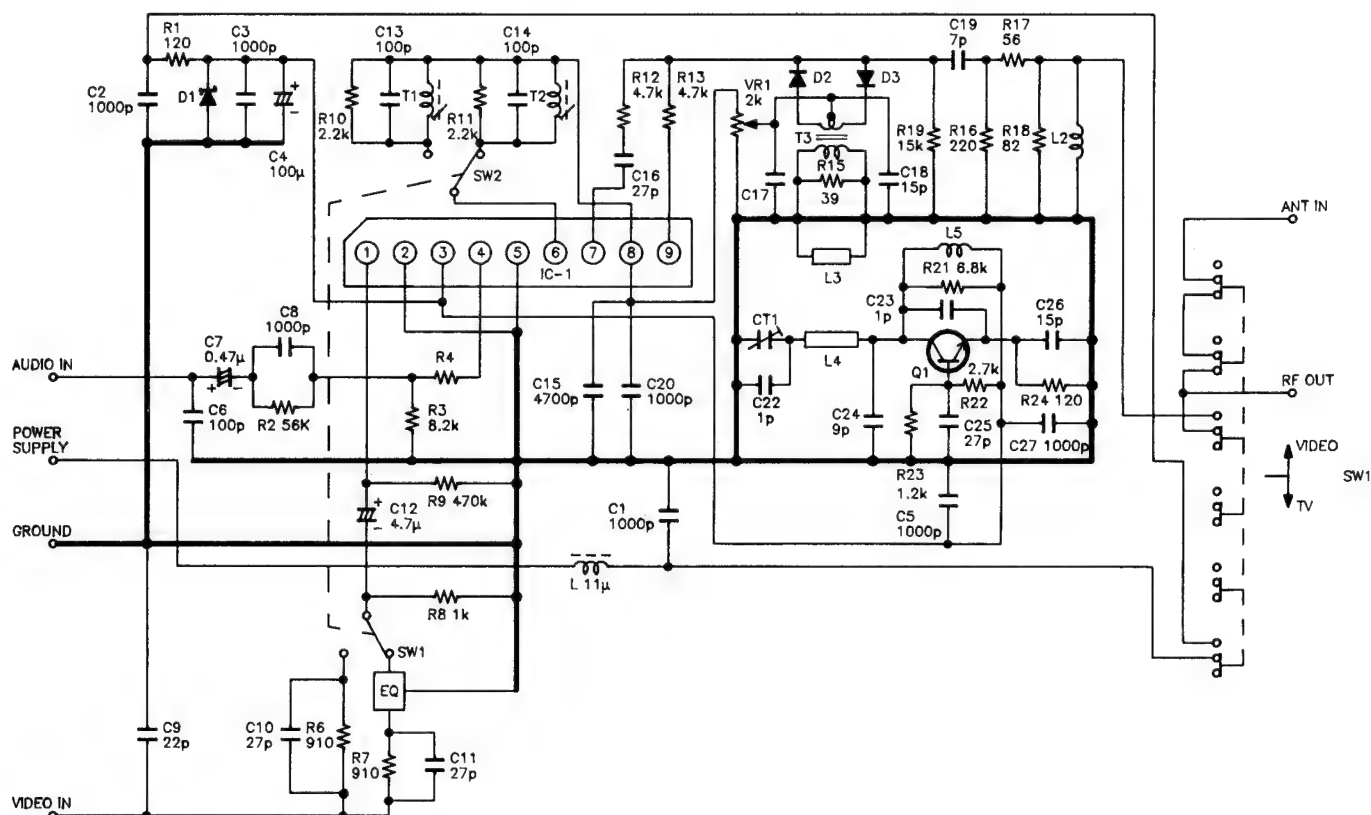 R1
120
C3
1000p
C13
100p
C14
100p
C19
7p
R17
56
C2
1000p
D1
T1
T2
R12
4.7k
R13
4.7k
VR1
2k
D2
D3
R10
2.2k
R11
2.2k
C4
100μ
SW2
C16
27p
T3
R15
39
C17
C18
15p
R19
15k
R16
220
R18
82
L2
ANT IN
1
2
3
4
5
6
7
8
9
IC-1
L3
L5
R21 6.8k
C23
1p
C26
15p
CT1
L4
C22
1p
Q1
2.7k
R22
R24 120
C24
9p
C25
27p
C27 1000p
R23
1.2k
C5
1000p
C8
1000p
C7
0.47μ
+
-
AUDIO IN
C6
100p
R2 56K
R4
R3
8.2k
C15
4700p
C20
1000p
RF OUT
VIDEO
SW1
TV
POWER
SUPPLY
R9 470k
+
C12
4.7μ
-
C1
1000p
GROUND
L 11μ
R8 1k
SW1
EQ
C9
22p
C10
27p
R6
910
R7
910
C11
27p
VIDEO IN